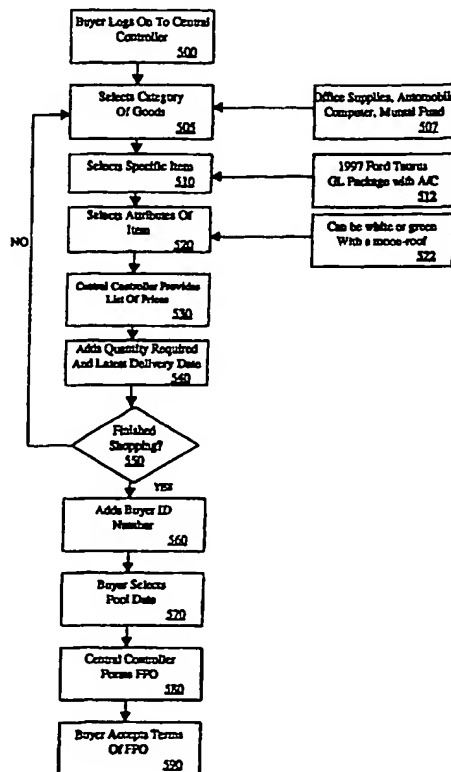 Buyer Logs On To Central
Controller
500
Selects Category
Of Goods
505
Office Supplies, Automobile
Computer, Mutual Fund
507
Selects Specific Item
510
1997 Ford Taurus
GL Package with A/C
512
Selects Attributes Of
Item
520
Can be white or green
With a moon-roof
522
NO
Central Controller Provides
List Of Prices
530
Adds Quantity Required
And Latest Delivery Date
540
Finished
Shopping?
550
YES
Adds Buyer ID
Number
560
Buyer Selects
Pool Date
570
Central Controller
Forms FPO
580
Buyer Accepts Terms
Of FPO
590